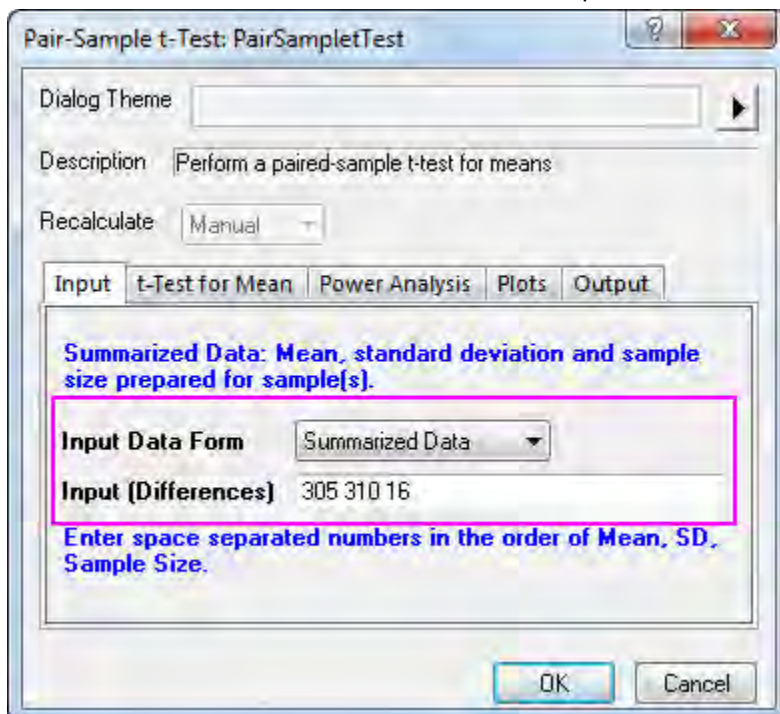 Pair-Sample t-Test: PairSampletTest
Dialog Theme
Description Perform a paired-sample t-test for means
Recalculate Manual
Input t-Test for Mean Power Analysis Plots Output
Summarized Data: Mean, standard deviation and sample
size prepared for sample(s).
Input Data Form Summarized Data
Input (Differences) 305 310 16
Enter space separated numbers in the order of Mean, SD,
Sample Size.
OK Cancel